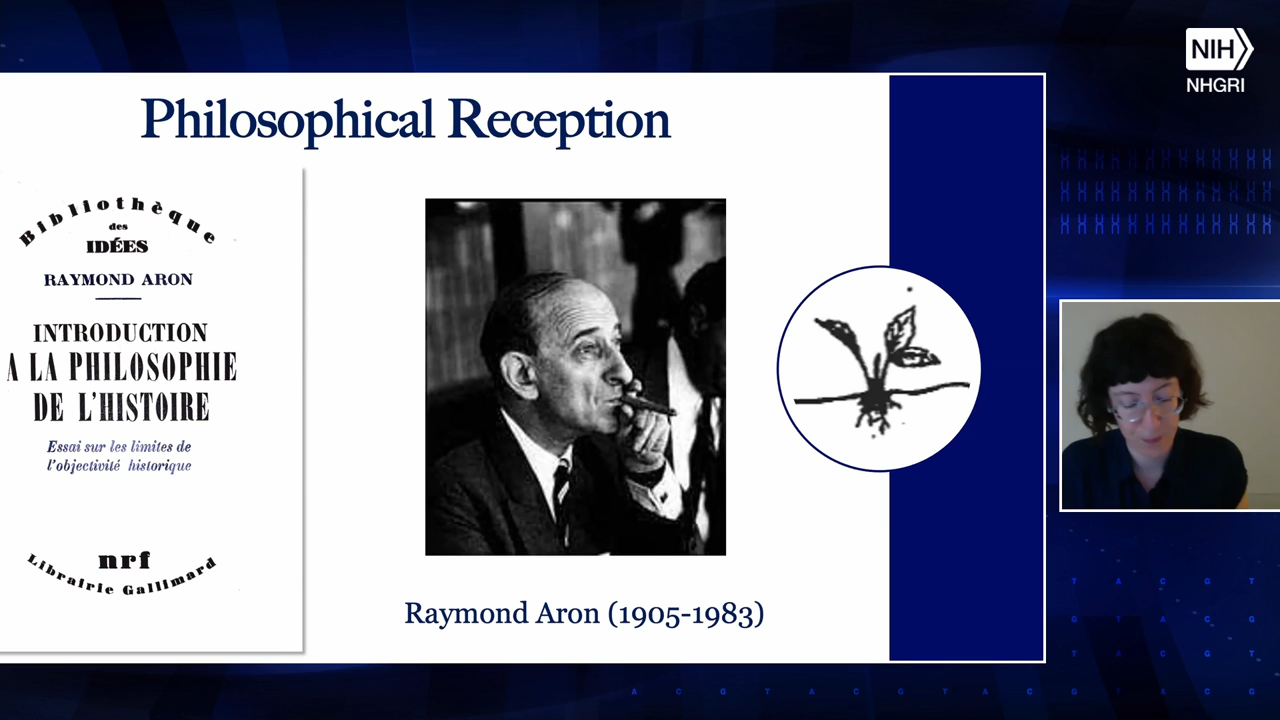 NIH
NHGRI
Philosophical Reception
Bibliothèque
des
IDÉES
RAYMOND ARON
INTRODUCTION
A LA PHILOSOPHIE
DE L'HISTOIRE
Essai sur les limites de
l'objectivité historique
nrf
Librairie Gallimard
Raymond Aron (1905-1983)
T A C G T
G T A C G
T A C G T
A C G T A C G T A C G T A C G